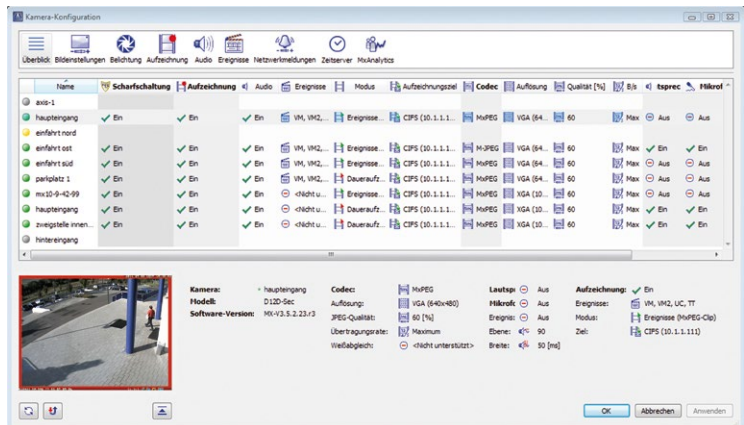 Kamera-Konfiguration
Überblick Bildeinstellungen Belichtung Aufzeichnung Audio Ereignisse Netzwerkmeldungen Zeitserver MxAnalytics
Name Scharfschaltung Aufzeichnung Audio Ereignisse Modus Aufzeichnungsziel Codec Auflösung Qualität [%] B/s tsprec Mikrof
axis-1
haupteingang Ein Ein Ein VM, VM2,... Ereignisse... CIFS (10.1.1.1... MxPEG VGA (64... 60 Max Aus Aus
einfahrt nord
einfahrt ost Ein Ein Ein VM, VM2,... Ereignisse... CIFS (10.1.1.1... M-JPEG VGA (64... 60 Max Ein Ein
einfahrt süd Ein Ein Ein VM, VM2,... Ereignisse... CIFS (10.1.1.1... MxPEG VGA (64... 60 Max Aus Aus
parkplatz 1 Ein Ein Ein VM, VM2,... Daueraufz... CIFS (10.1.1.1... MxPEG VGA (64... 60 Max Aus Aus
mx10-9-42-99 Ein Ein Ein <Nicht u... Ereignisse... CIFS (10.1.1.1... MxPEG XGA (10... 60 Max Aus Aus
haupteingang Ein Ein Ein <Nicht u... Daueraufz... CIFS (10.1.1.1... MxPEG XGA (10... 60 Max Ein Ein
zweigstelle innen... Ein Ein Ein <Nicht u... Daueraufz... CIFS (10.1.1.1... MxPEG XGA (10... 60 Max Ein Ein
hintereingang
Kamera: haupteingang Codec: MxPEG Lautsp Aus Aufzeichnung: Ein
Modell: D12D-Sec Auflösung: VGA (640x480) Mikrofc Aus Ereignisse: VM, VM2, UC, TT
Software-Version: MX-V3.5.2.23.r3 JPEG-Qualität: 60 [%] Ereignis: Aus Modus: Ereignisse (MxPEG-Clip)
Übertragungsrate: Maximum Ebene: 90 Ziel: CIFS (10.1.1.111)
Weißabgleich: <Nicht unterstützt> Breite: 50 [ms]
OK Abbrechen Anwenden